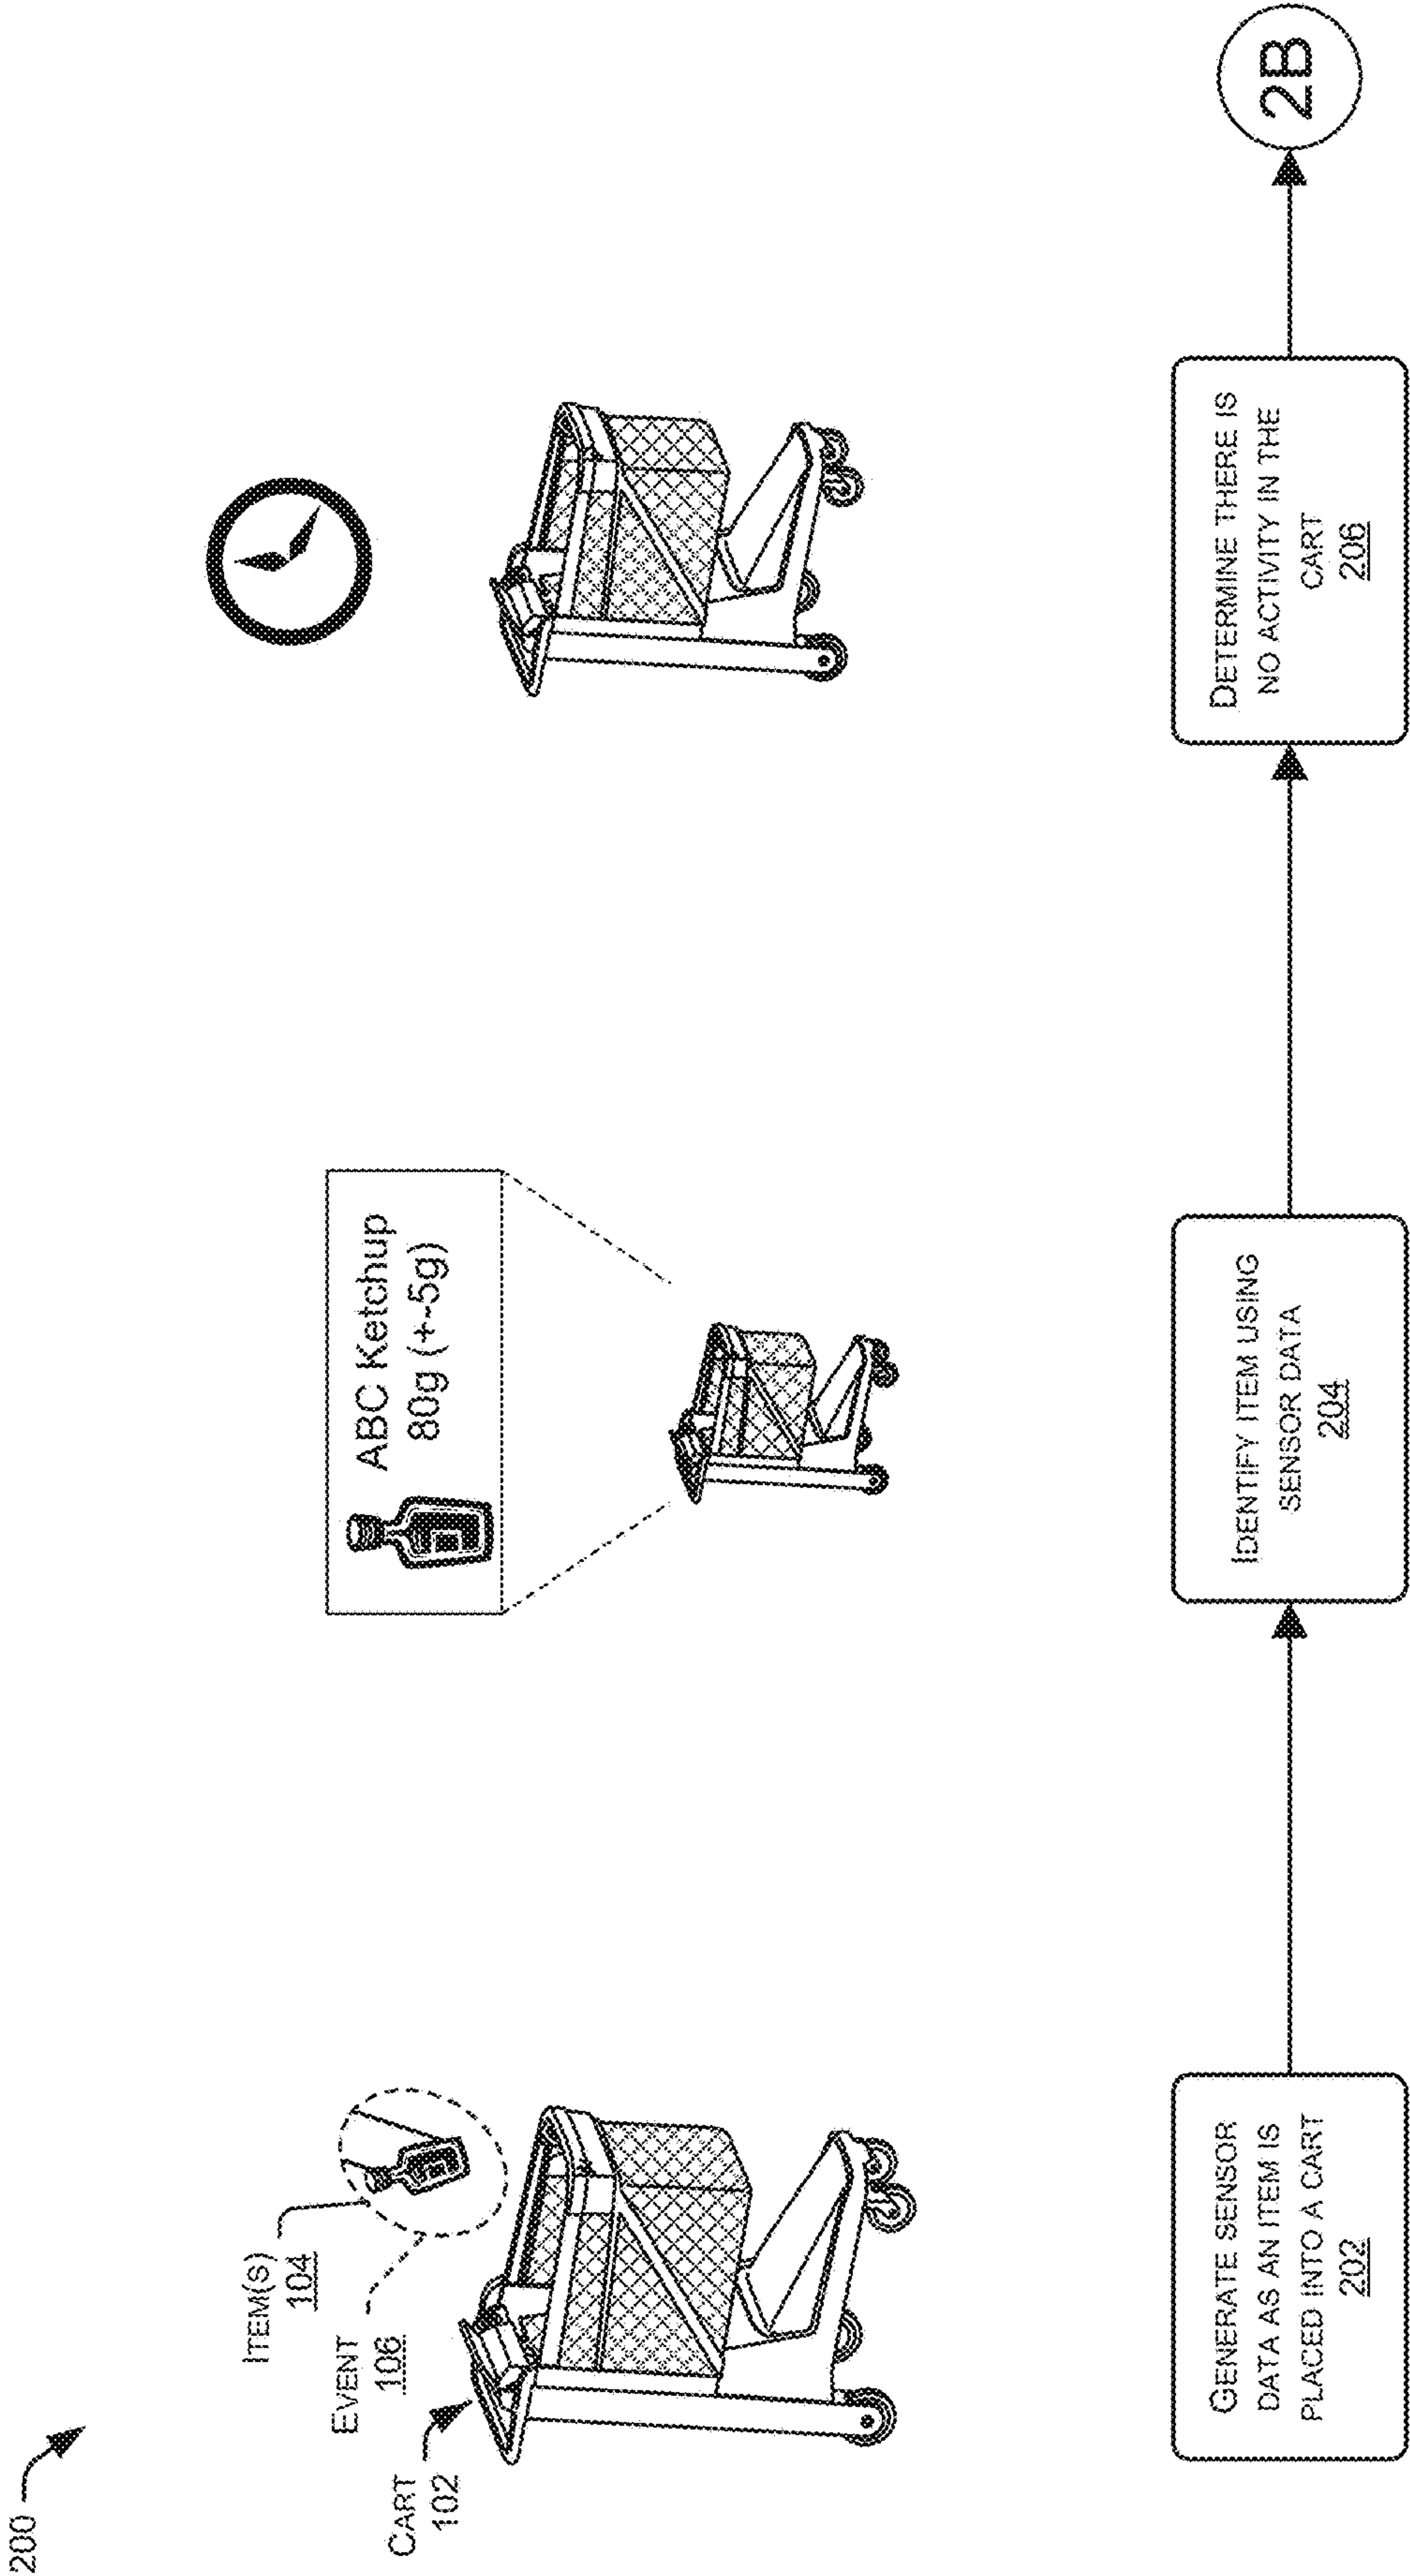 200
ITEM(S)
104
EVENT
106
CART
102
ABC Ketchup
80g (+-5g)
GENERATE SENSOR
DATA AS AN ITEM IS
PLACED INTO A CART
202
IDENTIFY ITEM USING
SENSOR DATA
204
DETERMINE THERE IS
NO ACTIVITY IN THE
CART
206
2B